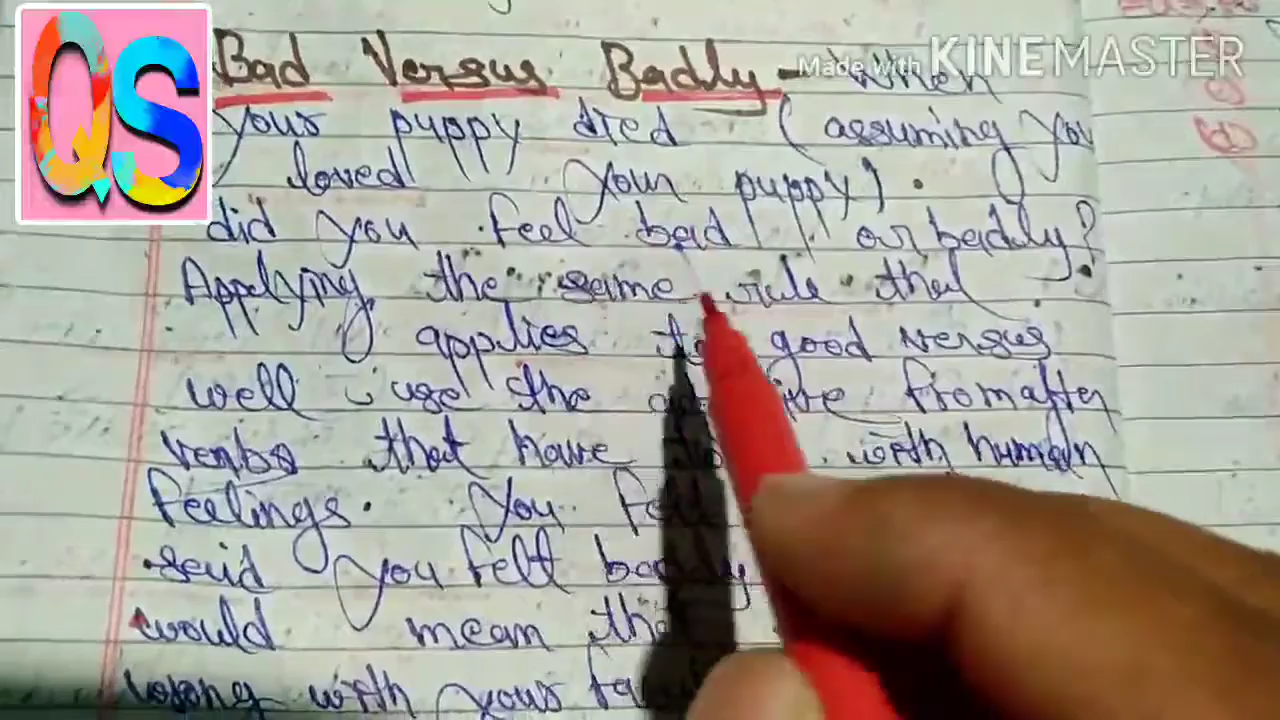 QS
Made with KINEMASTER
Bad Versus Badly - When
your puppy died (assuming you
loved your puppy).
did you feel bad or badly?
Applying the same rule that
applies to good versus
well use the from after
verbs that have with human
feelings. You
said you felt badly
would mean
wrong with your
(d)